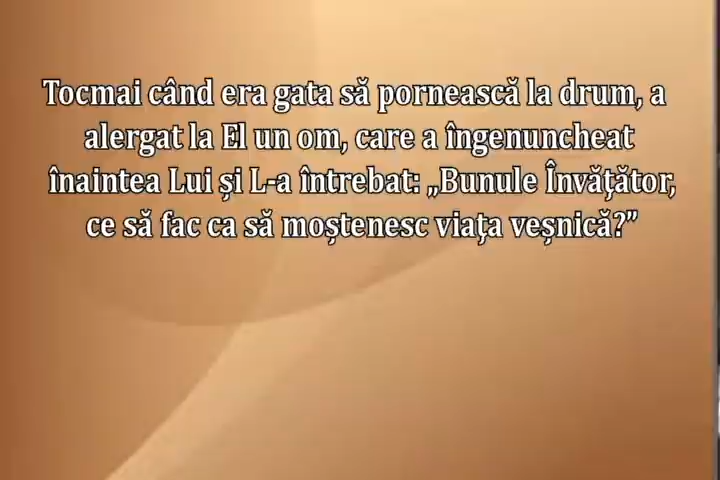 Tocmai când era gata să pornească la drum, a
alergat la El un om, care a îngenuncheat
înaintea Lui și L-a întrebat: „Bunule Învățător,
ce să fac ca să moștenesc viața veșnică?”